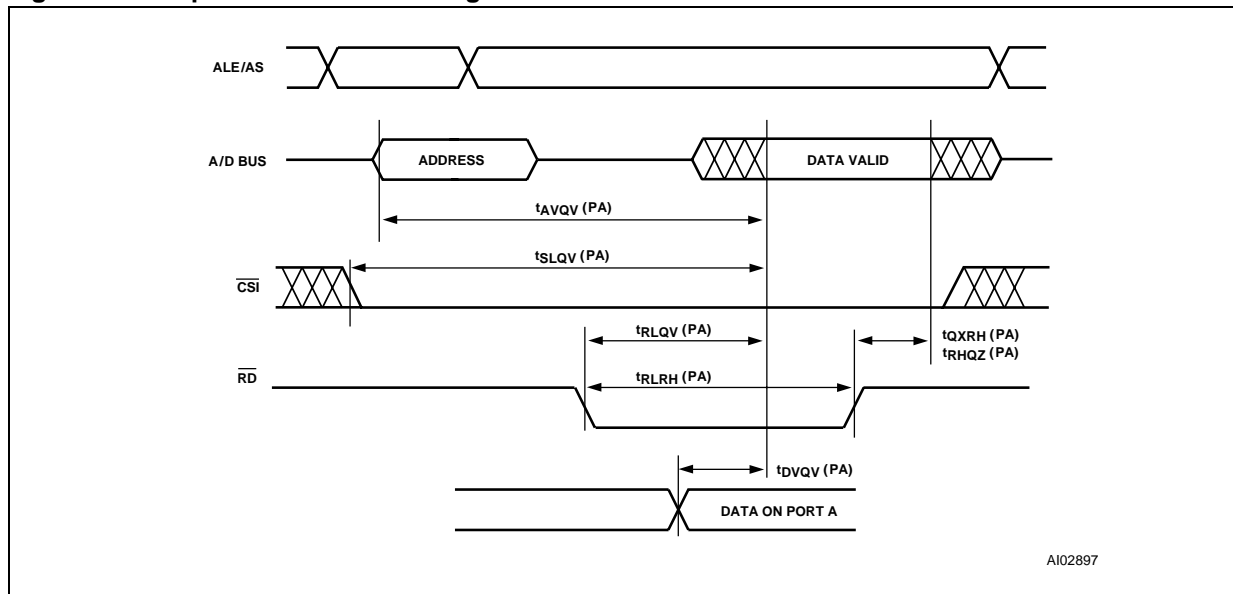 ALE/AS
A/D BUS
ADDRESS
DATA VALID
tAVQV (PA)
tSLQV (PA)
CSI
tRLQV (PA)
tQXRH (PA)
tRHQZ (PA)
RD
tRLRH (PA)
tDVQV (PA)
DATA ON PORT A
AI02897